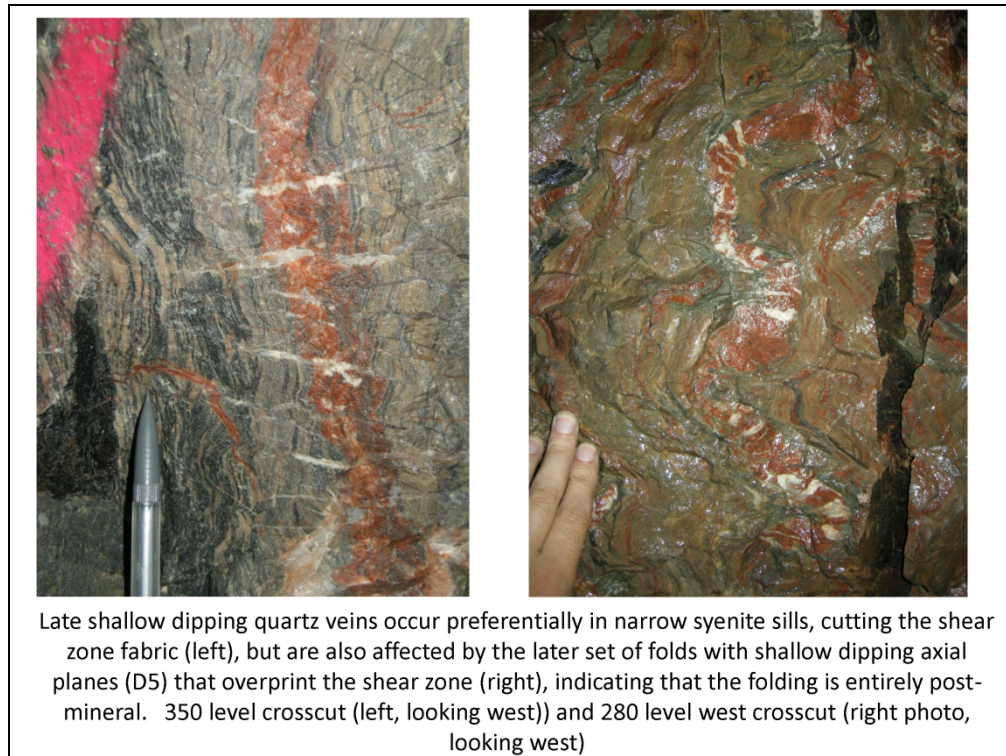 Late shallow dipping quartz veins occur preferentially in narrow syenite sills, cutting the shear
zone fabric (left), but are also affected by the later set of folds with shallow dipping axial
planes (D5) that overprint the shear zone (right), indicating that the folding is entirely post-
mineral. 350 level crosscut (left, looking west)) and 280 level west crosscut (right photo,
looking west)